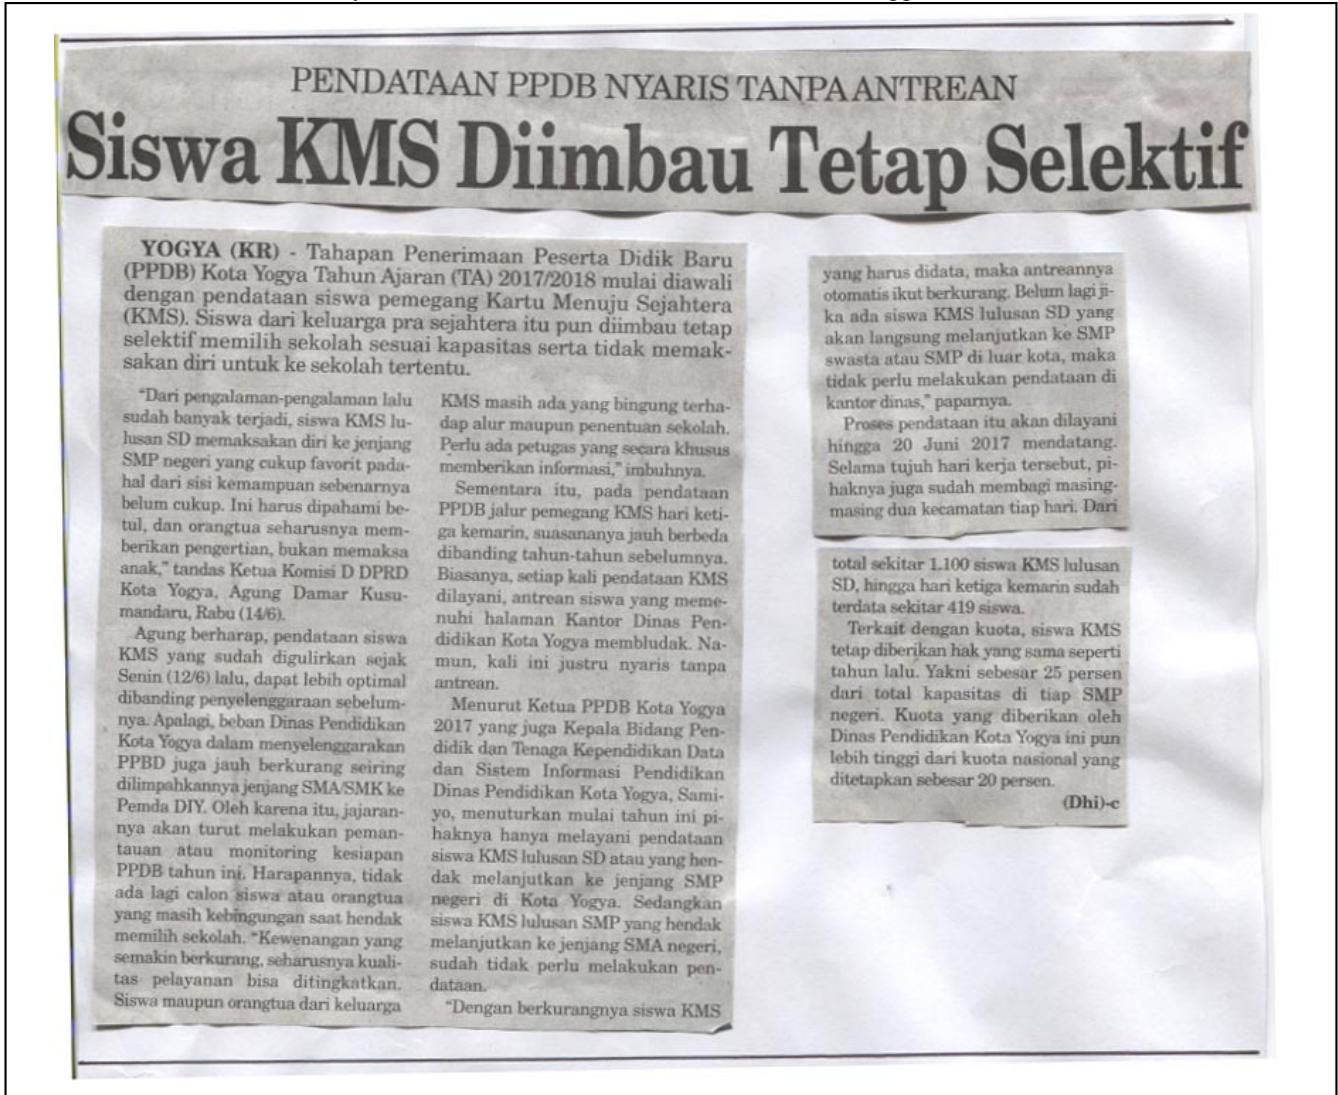 PENDATAAN PPDB NYARIS TANPA ANTREAN
Siswa KMS Diimbau Tetap Selektif
YOGYA (KR) - Tahapan Penerimaan Peserta Didik Baru
(PPDB) Kota Yogya Tahun Ajaran (TA) 2017/2018 mulai diawali
dengan pendataan siswa pemegang Kartu Menuju Sejahtera
(KMS). Siswa dari keluarga pra sejahtera itu pun diimbau tetap
selektif memilih sekolah sesuai kapasitas serta tidak memak-
sakan diri untuk ke sekolah tertentu.
"Dari pengalaman-pengalaman lalu
sudah banyak terjadi, siswa KMS lu-
lusan SD memaksakan diri ke jenjang
SMP negeri yang cukup favorit pada-
hal dari sisi kemampuan sebenarnya
belum cukup. Ini harus dipahami be-
tul, dan orangtua seharusnya mem-
berikan pengertian, bukan memaksa
anak," tandas Ketua Komisi D DPRD
Kota Yogya, Agung Damar Kusu-
mandaru, Rabu (14/6).
Agung berharap, pendataan siswa
KMS yang sudah digulirkan sejak
Senin (12/6) lalu, dapat lebih optimal
dibanding penyelenggaraan sebelum-
nya. Apalagi, beban Dinas Pendidikan
Kota Yogya dalam menyelenggarakan
PPBD juga jauh berkurang seiring
dilimpahkannya jenjang SMA/SMK ke
Pemda DIY. Oleh karena itu, jajaran-
nya akan turut melakukan peman-
tauan atau monitoring kesiapan
PPDB tahun ini. Harapannya, tidak
ada lagi calon siswa atau orangtua
yang masih kebingungan saat hendak
memilih sekolah. "Kewenangan yang
semakin berkurang, seharusnya kuali-
tas pelayanan bisa ditingkatkan.
Siswa maupun orangtua dari keluarga
KMS masih ada yang bingung terha-
dap alur maupun penentuan sekolah.
Perlu ada petugas yang secara khusus
memberikan informasi," imbuhnya.
Sementara itu, pada pendataan
PPDB jalur pemegang KMS hari keti-
ga kemarin, suasananya jauh berbeda
dibanding tahun-tahun sebelumnya.
Biasanya, setiap kali pendataan KMS
dilayani, antrean siswa yang meme-
nuhi halaman Kantor Dinas Pen-
didikan Kota Yogya membludak. Na-
mun, kali ini justru nyaris tanpa
antrean.
Menurut Ketua PPDB Kota Yogya
2017 yang juga Kepala Bidang Pen-
didik dan Tenaga Kependidikan Data
dan Sistem Informasi Pendidikan
Dinas Pendidikan Kota Yogya, Sami-
yo, menuturkan mulai tahun ini pi-
haknya hanya melayani pendataan
siswa KMS lulusan SD atau yang hen-
dak melanjutkan ke jenjang SMP
negeri di Kota Yogya. Sedangkan
siswa KMS lulusan SMP yang hendak
melanjutkan ke jenjang SMA negeri,
sudah tidak perlu melakukan pen-
dataan.
"Dengan berkurangnya siswa KMS
yang harus didata, maka antreannya
otomatis ikut berkurang. Belum lagi ji-
ka ada siswa KMS lulusan SD yang
akan langsung melanjutkan ke SMP
swasta atau SMP di luar kota, maka
tidak perlu melakukan pendataan di
kantor dinas," paparnya.
Proses pendataan itu akan dilayani
hingga 20 Juni 2017 mendatang.
Selama tujuh hari kerja tersebut, pi-
haknya juga sudah membagi masing-
masing dua kecamatan tiap hari. Dari
total sekitar 1.100 siswa KMS lulusan
SD, hingga hari ketiga kemarin sudah
terdata sekitar 419 siswa.
Terkait dengan kuota, siswa KMS
tetap diberikan hak yang sama seperti
tahun lalu. Yakni sebesar 25 persen
dari total kapasitas di tiap SMP
negeri. Kuota yang diberikan oleh
Dinas Pendidikan Kota Yogya ini pun
lebih tinggi dari kuota nasional yang
ditetapkan sebesar 20 persen.
(Dhi)-c